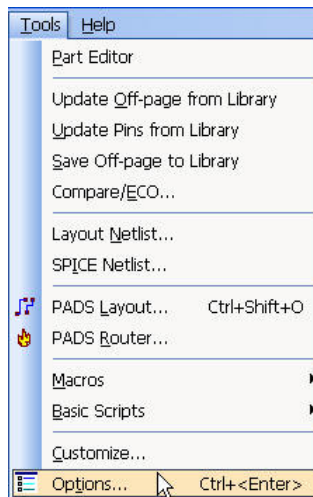 Tools Help
Part Editor
Update Off-page from Library
Update Pins from Library
Save Off-page to Library
Compare/ECO...
Layout Netlist...
SPICE Netlist...
PADS Layout... Ctrl+Shift+O
PADS Router...
Macros
Basic Scripts
Customize...
Options... Ctrl+<Enter>